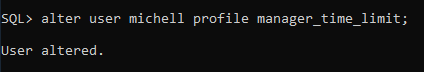 SQL> alter user michell profile manager_time_limit;
User altered.